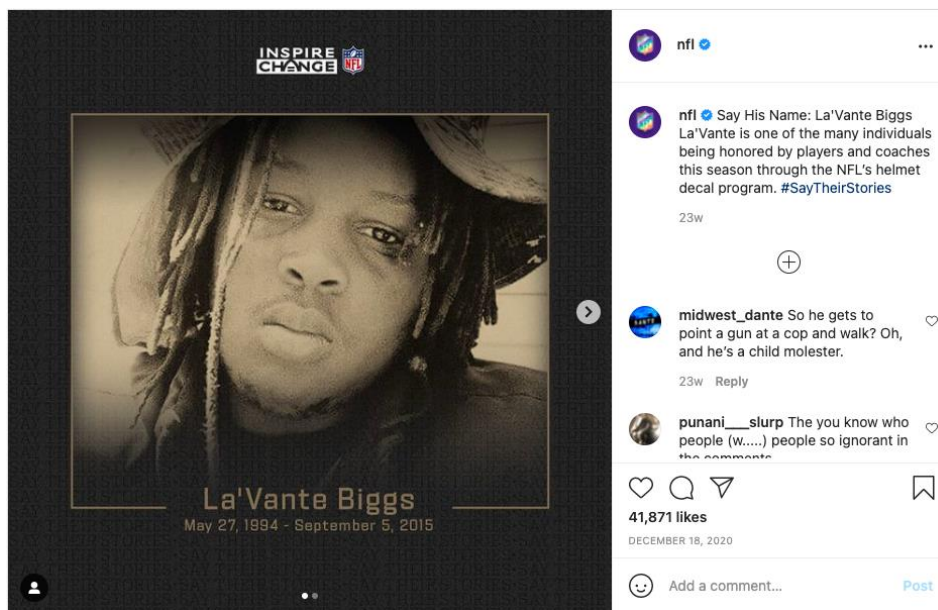 INSPIRE
CHANGE
NFL
La'Vante Biggs
May 27, 1994 - September 5, 2015
nfl
nfl Say His Name: La'Vante Biggs
La'Vante is one of the many individuals
being honored by players and coaches
this season through the NFL's helmet
decal program. #SayTheirStories
23w
midwest_dante So he gets to
point a gun at a cop and walk? Oh,
and he's a child molester.
23w Reply
punani___slurp The you know who
people (w.....) people so ignorant in
the comments
41,871 likes
DECEMBER 18, 2020
Add a comment...
Post